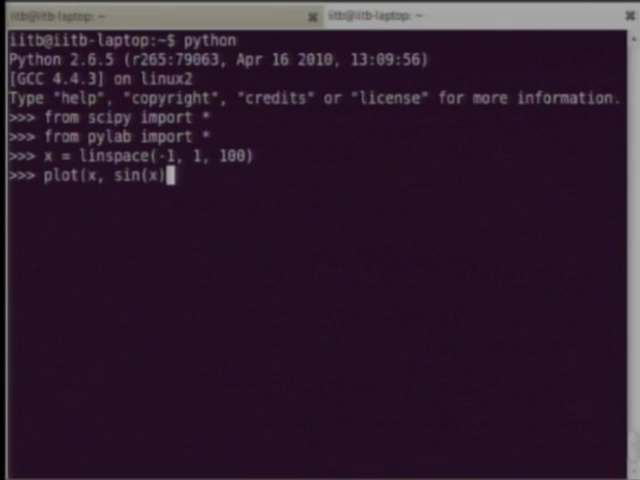 iitb@iitb-laptop: ~
iitb@iitb-laptop: ~
iitb@iitb-laptop:~$ python
Python 2.6.5 (r265:79063, Apr 16 2010, 13:09:56)
[GCC 4.4.3] on linux2
Type "help", "copyright", "credits" or "license" for more information.
>>> from scipy import *
>>> from pylab import *
>>> x = linspace(-1, 1, 100)
>>> plot(x, sin(x)